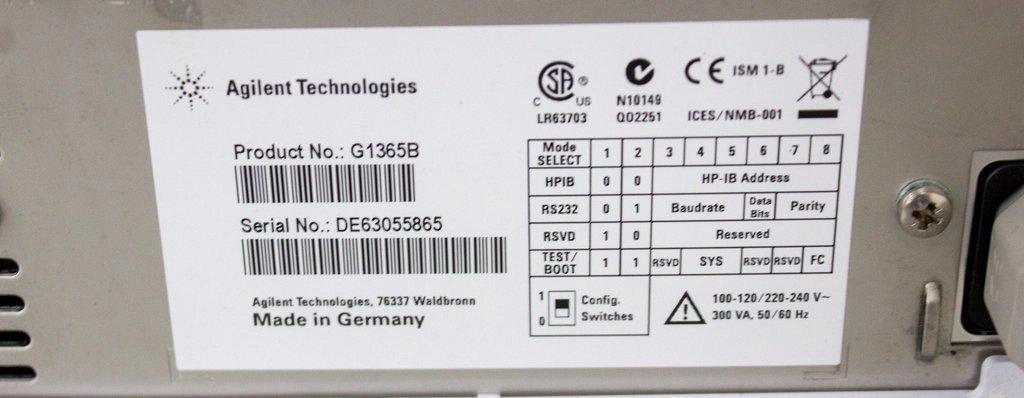 Agilent Technologies
Product No.: G1365B
Serial No.: DE63055865
Agilent Technologies, 76337 Waldbronn
Made in Germany
SA ®
C US
LR63703
N10149
Q02251
CE ISM 1-B
ICES/NMB-001
Mode SELECT 1 2 3 4 5 6 7 8
HPIB 0 0 HP-IB Address
RS232 0 1 Baudrate Data Bits Parity
RSVD 1 0 Reserved
TEST/ BOOT 1 1 RSVD SYS RSVD RSVD FC
1
0
Config.
Switches
100-120/220-240 V~
300 VA, 50/60 Hz